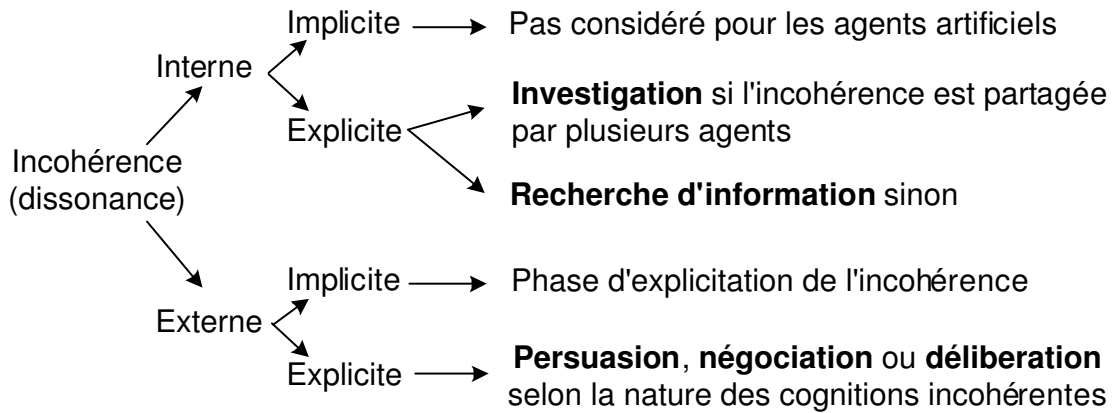 Implicite
Pas considéré pour les agents artificiels
Interne
Investigation si l'incohérence est partagée
par plusieurs agents
Explicite
Incohérence
(dissonance)
Recherche d'information sinon
Implicite
Phase d'explicitation de l'incohérence
Externe
Persuasion, négociation ou déliberation
Explicite
selon la nature des cognitions incohérentes